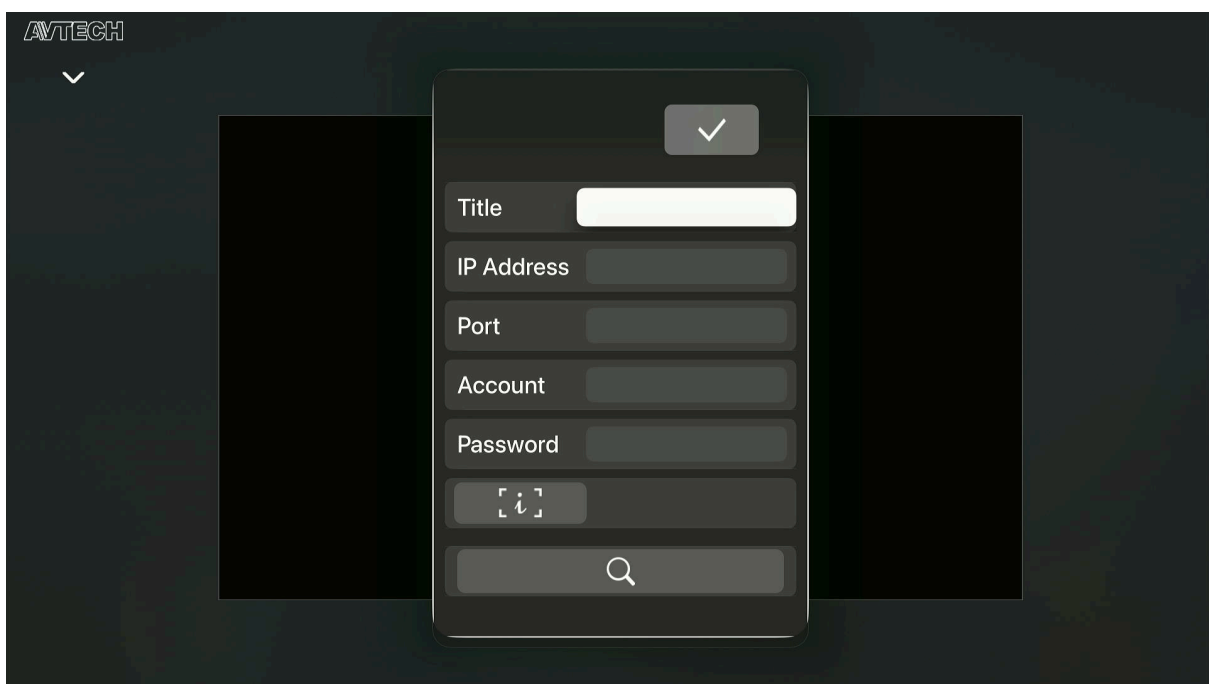 AVTECH
Title
IP Address
Port
Account
Password
[i]